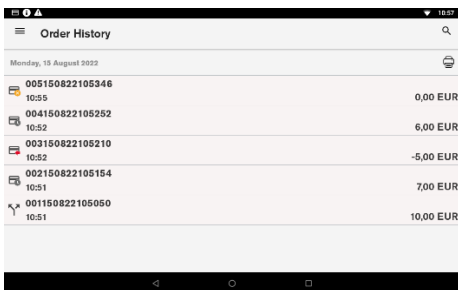 10:57
Order History
Monday, 15 August 2022
005150822105346
10:55
0,00 EUR
004150822105252
10:52
6,00 EUR
003150822105210
10:52
-5,00 EUR
002150822105154
10:51
7,00 EUR
001150822105050
10:51
10,00 EUR